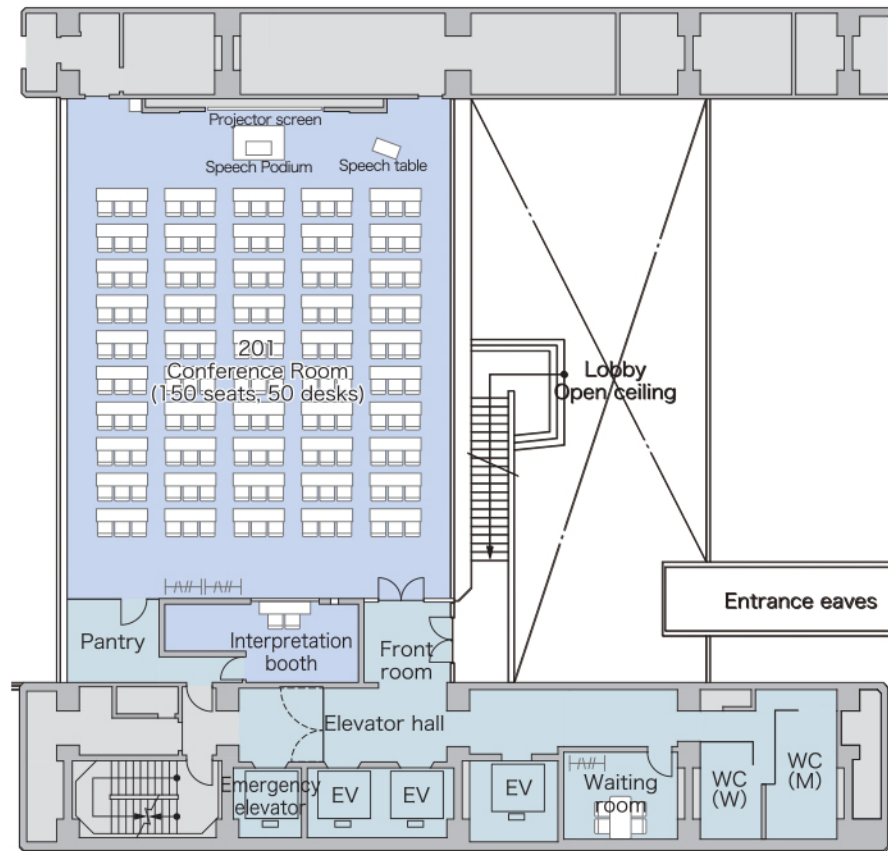 Projector screen
Speech Podium
Speech table
201
Conference Room
(150 seats, 50 desks)
Lobby
Open ceiling
Entrance eaves
Pantry
Interpretation
booth
Front
room
Elevator hall
Emergency
elevator
EV
EV
EV
Waiting
room
WC
(W)
WC
(M)